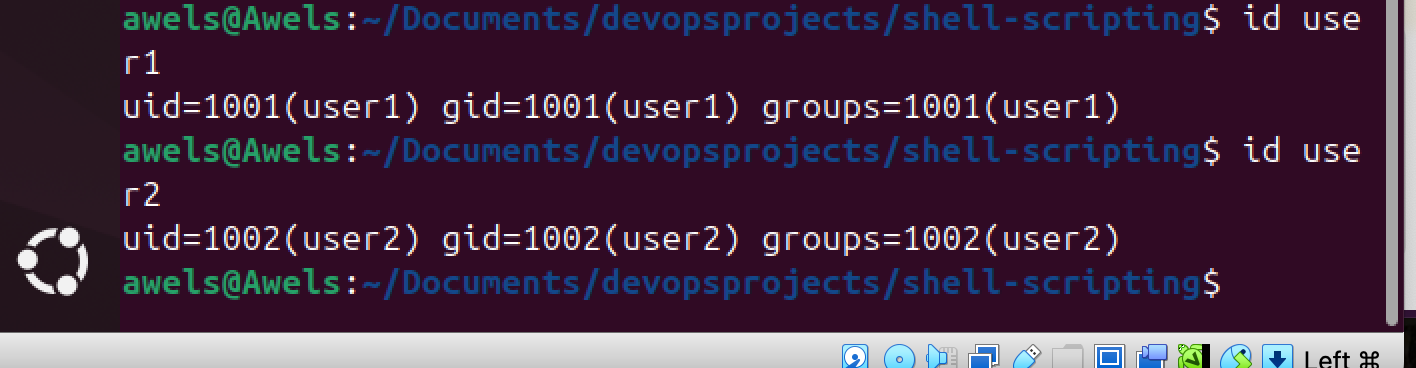 awels@Awels:~/Documents/devopsprojects/shell-scripting$ id use
r1
uid=1001(user1) gid=1001(user1) groups=1001(user1)
awels@Awels:~/Documents/devopsprojects/shell-scripting$ id use
r2
uid=1002(user2) gid=1002(user2) groups=1002(user2)
awels@Awels:~/Documents/devopsprojects/shell-scripting$
Left ⌘